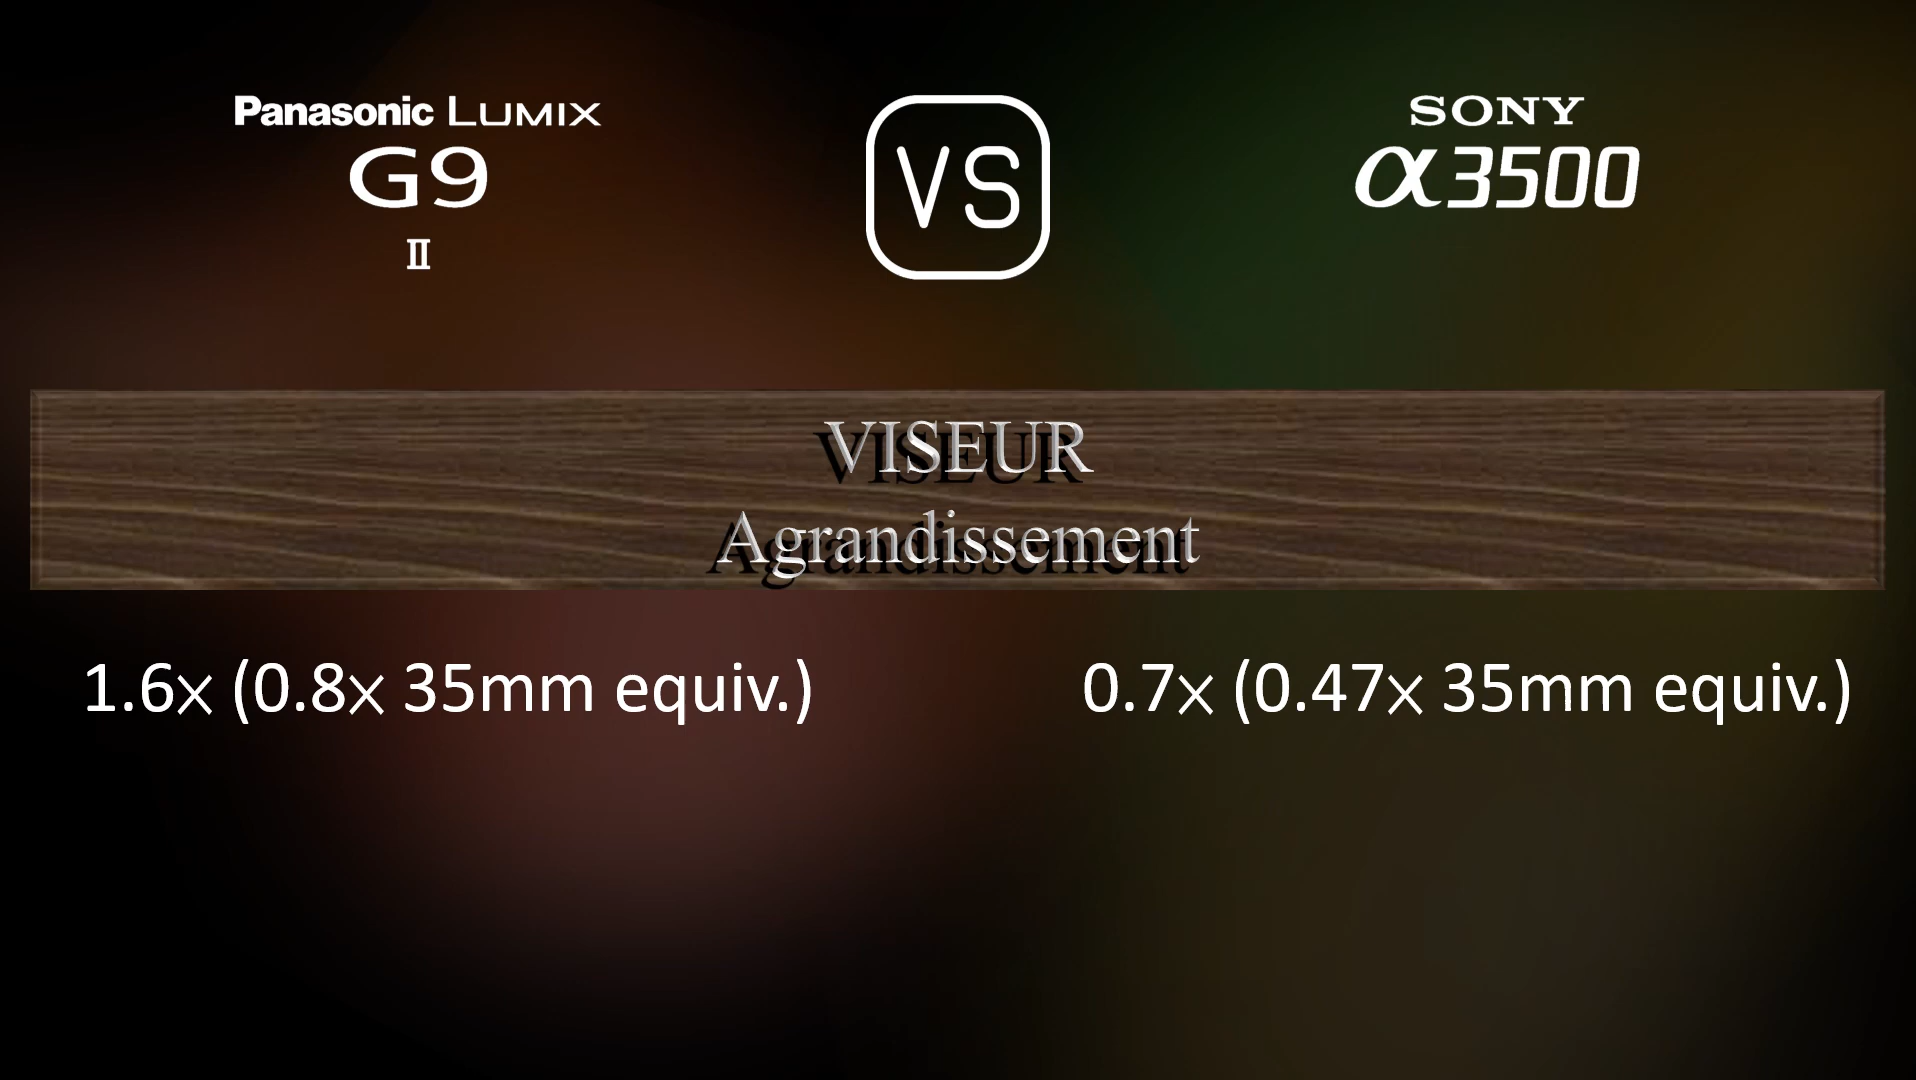 Panasonic LUMIX
G9
II
VS
SONY
α3500
VISEUR
Agrandissement
1.6x (0.8x 35mm equiv.)
0.7x (0.47x 35mm equiv.)